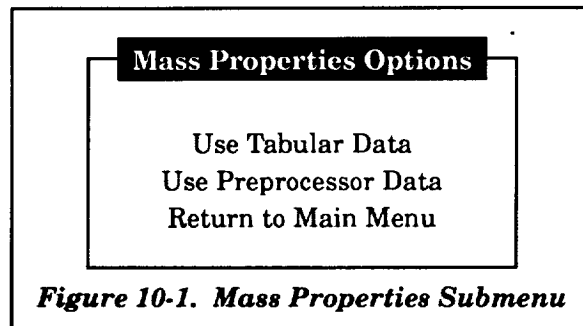 Mass Properties Options
Use Tabular Data
Use Preprocessor Data
Return to Main Menu
Figure 10-1. Mass Properties Submenu